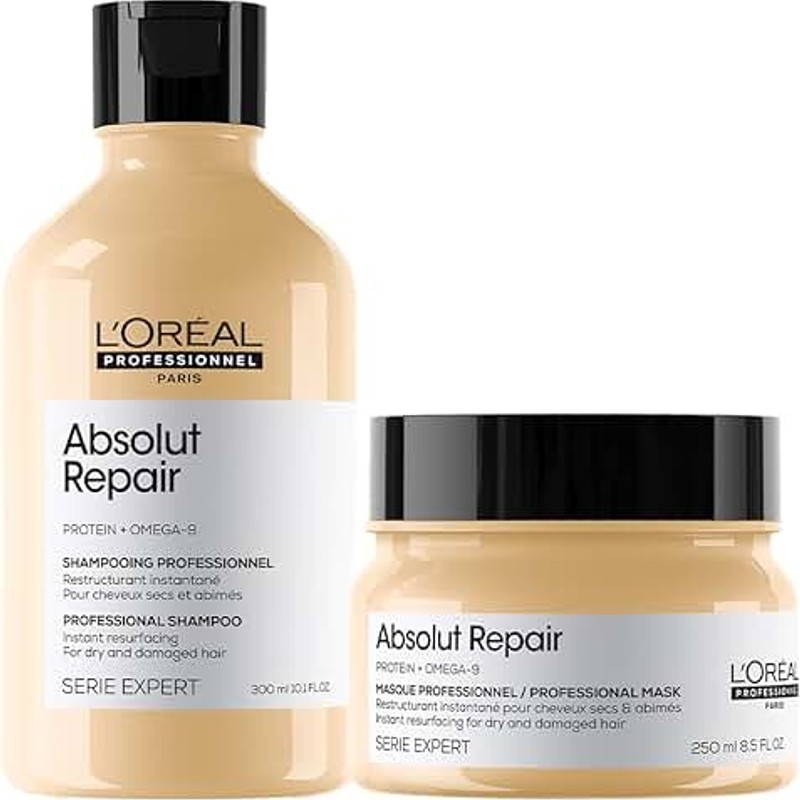 L'ORÉAL
PROFESSIONNEL
PARIS
Absolut
Repair
PROTEIN + OMEGA-9
SHAMPOOING PROFESSIONNEL
Restructurant instantané
Pour cheveux secs et abimés
PROFESSIONAL SHAMPOO
Instant resurfacing
For dry and damaged hair
SERIE EXPERT 300 ml 10.1 FL.OZ
Absolut Repair
PROTEIN + OMEGA-9
MASQUE PROFESSIONNEL / PROFESSIONAL MASK
Restructurant instantané pour cheveux secs & abimés
Instant resurfacing for dry and damaged hair
SERIE EXPERT
L'ORÉAL
PROFESSIONNEL
PARIS
250 ml 8.5 FL.OZ